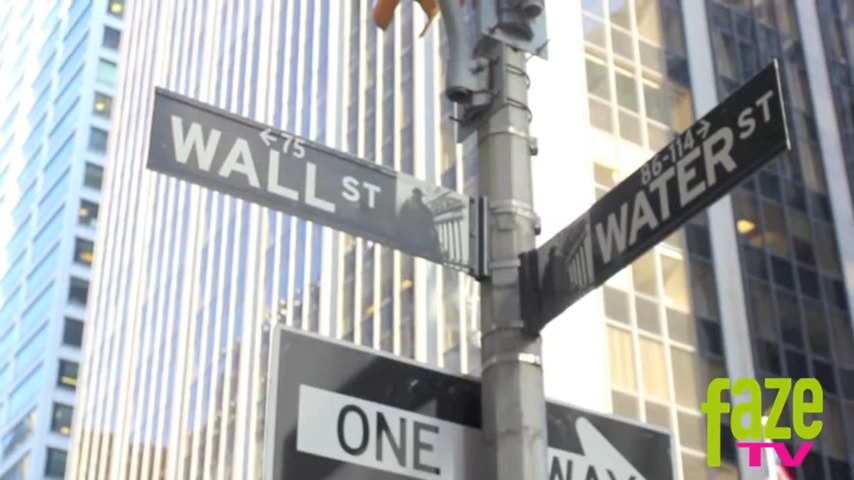 ← 75
WALL ST
86-114 →
WATER ST
ONE
WAY
faze
TV